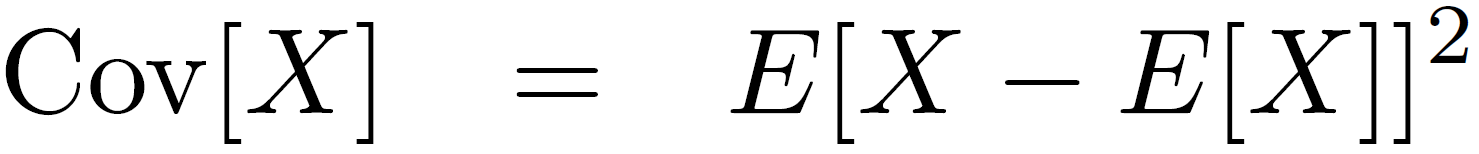 Cov[X] = E[X − E[X]]²